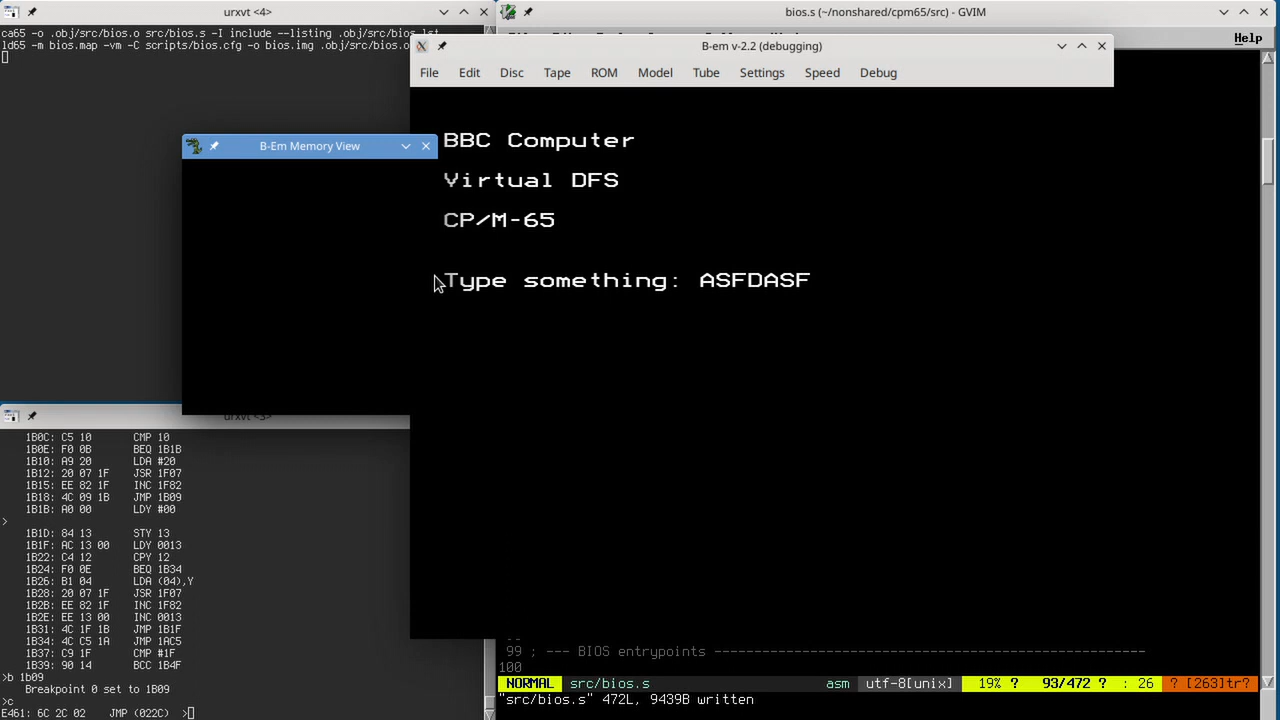 urxvt <4>
ca65 -o .obj/src/bios.o src/bios.s -I include --listing .obj/src/bios.lst
ld65 -m bios.map -vm -C scripts/bios.cfg -o bios.img .obj/src/bios.o
bios.s (~/nonshared/cpm65/src) - GVIM
Help
B-em v-2.2 (debugging)
File Edit Disc Tape ROM Model Tube Settings Speed Debug
B-Em Memory View
BBC Computer
Virtual DFS
CP/M-65
Type something: ASFDASF
urxvt <3>
1B0C: C5 10 CMP 10
1B0E: F0 0B BEQ 1B1B
1B10: A9 20 LDA #20
1B12: 20 07 1F JSR 1F07
1B15: EE 82 1F INC 1F82
1B18: 4C 09 1B JMP 1B09
1B1B: A0 00 LDY #00
>
1B1D: 84 13 STY 13
1B1F: AC 13 00 LDY 0013
1B22: C4 12 CPY 12
1B24: F0 0E BEQ 1B34
1B26: B1 04 LDA (04),Y
1B28: 20 07 1F JSR 1F07
1B2B: EE 82 1F INC 1F82
1B2E: EE 13 00 INC 0013
1B31: 4C 1F 1B JMP 1B1F
1B34: 4C C5 1A JMP 1AC5
1B37: C9 1F CMP #1F
1B39: 90 14 BCC 1B4F
>b 1b09
Breakpoint 0 set to 1B09
>c
E461: 6C 2C 02 JMP (022C) >
99 ; --- BIOS entrypoints ------------------------------------------------------
100
NORMAL src/bios.s asm utf-8[unix] 19% ? 93/472 ? : 26 ? [263]tr?
"src/bios.s" 472L, 9439B written